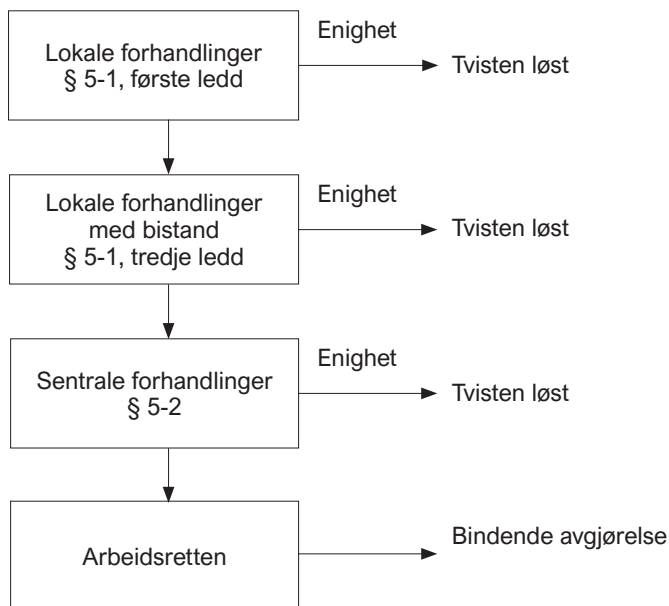 Lokale forhandlinger
§ 5-1, første ledd
Enighet
Tvisten løst
Lokale forhandlinger
med bistand
§ 5-1, tredje ledd
Enighet
Tvisten løst
Sentrale forhandlinger
§ 5-2
Enighet
Tvisten løst
Arbeidsretten
Bindende avgjørelse